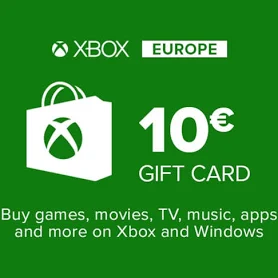 XBOX EUROPE
10€
GIFT CARD
Buy games, movies, TV, music, apps
and more on Xbox and Windows